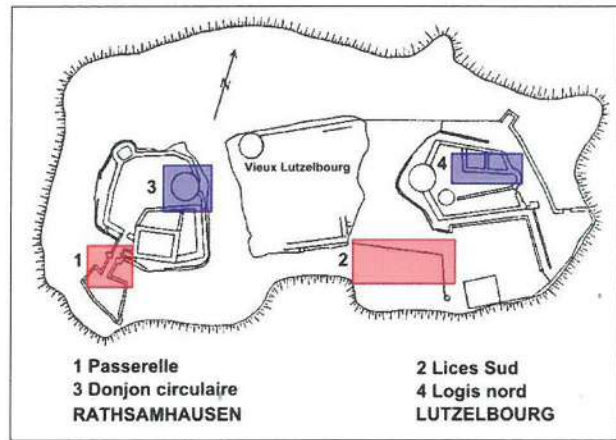 N
Vieux Lutzelbourg
4
3
1
2
1 Passerelle
3 Donjon circulaire
RATHSAMHAUSEN
2 Lices Sud
4 Logis nord
LUTZELBOURG